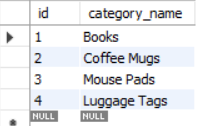 id category_name
1 Books
2 Coffee Mugs
3 Mouse Pads
4 Luggage Tags
NULL NULL